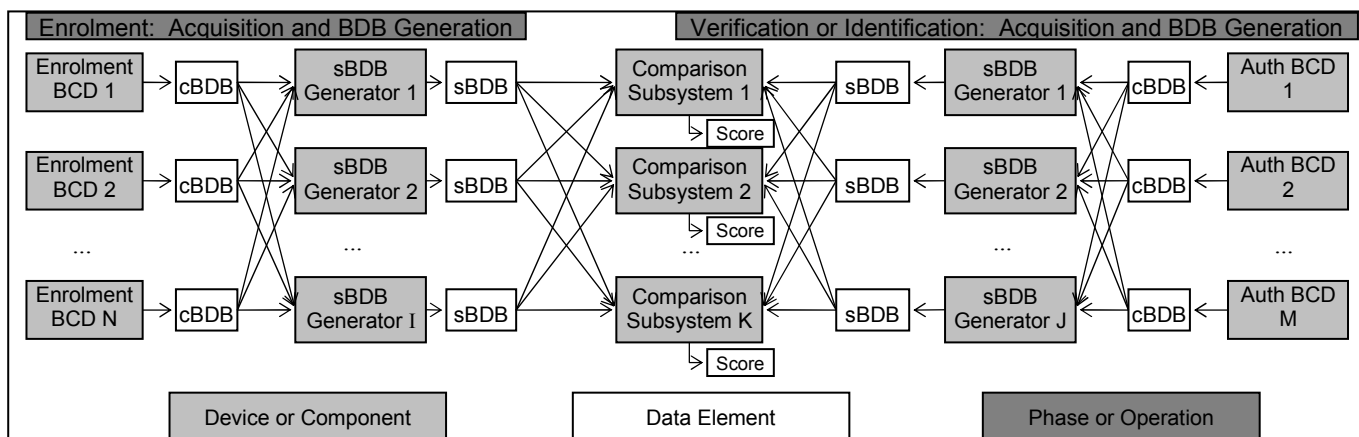 Enrolment: Acquisition and BDB Generation
Verification or Identification: Acquisition and BDB Generation
Enrolment
BCD 1
cBDB
sBDB
Generator 1
sBDB
Comparison
Subsystem 1
Score
sBDB
sBDB
Generator 1
cBDB
Auth BCD
1
Enrolment
BCD 2
cBDB
sBDB
Generator 2
sBDB
Comparison
Subsystem 2
Score
sBDB
sBDB
Generator 2
cBDB
Auth BCD
2
...
...
...
...
...
Enrolment
BCD N
cBDB
sBDB
Generator I
sBDB
Comparison
Subsystem K
Score
sBDB
sBDB
Generator J
cBDB
Auth BCD
M
Device or Component
Data Element
Phase or Operation